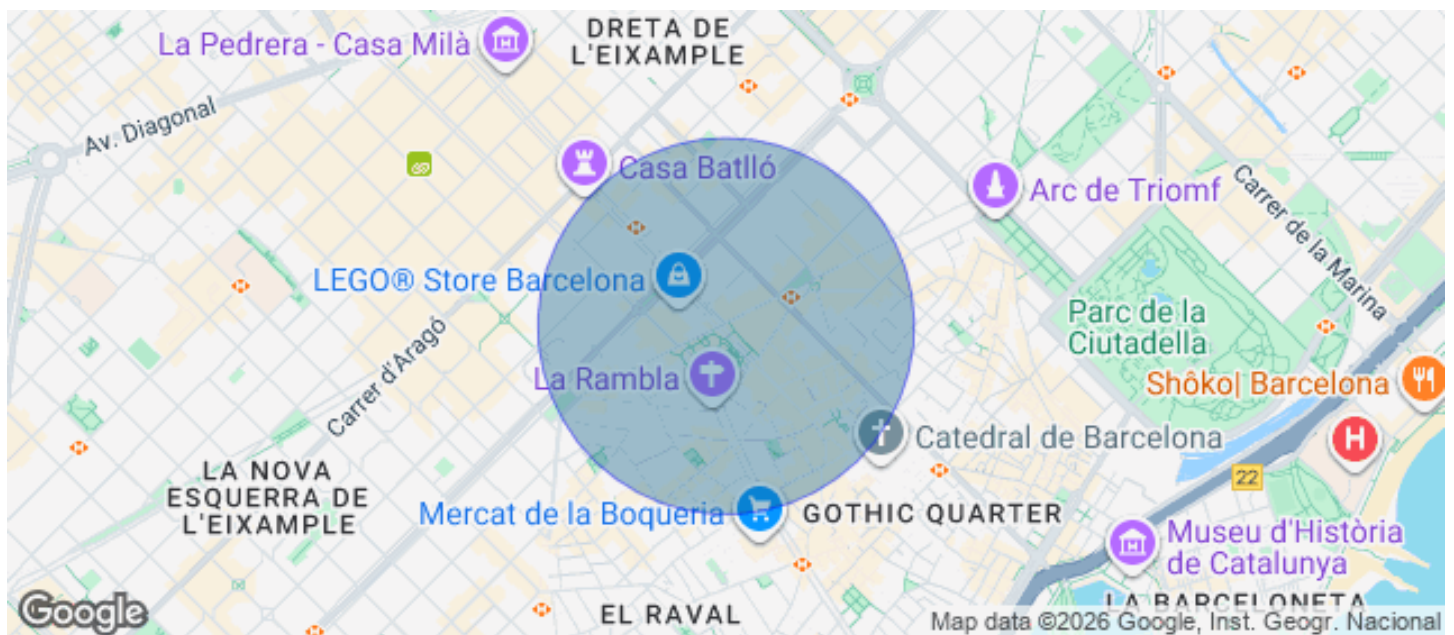 DRETA DE
L'EIXAMPLE
La Pedrera - Casa Milà
Av. Diagonal
Casa Batlló
Arc de Triomf
Carrer de la Marina
LEGO® Store Barcelona
Parc de la
Ciutadella
Carrer d'Aragó
La Rambla
Shôko| Barcelona
H
Catedral de Barcelona
LA NOVA
ESQUERRA DE
L'EIXAMPLE
22
Mercat de la Boqueria
GOTHIC QUARTER
Museu d'Història
de Catalunya
EL RAVAL
LA BARCELONETA
Google
Map data ©2026 Google, Inst. Geogr. Nacional